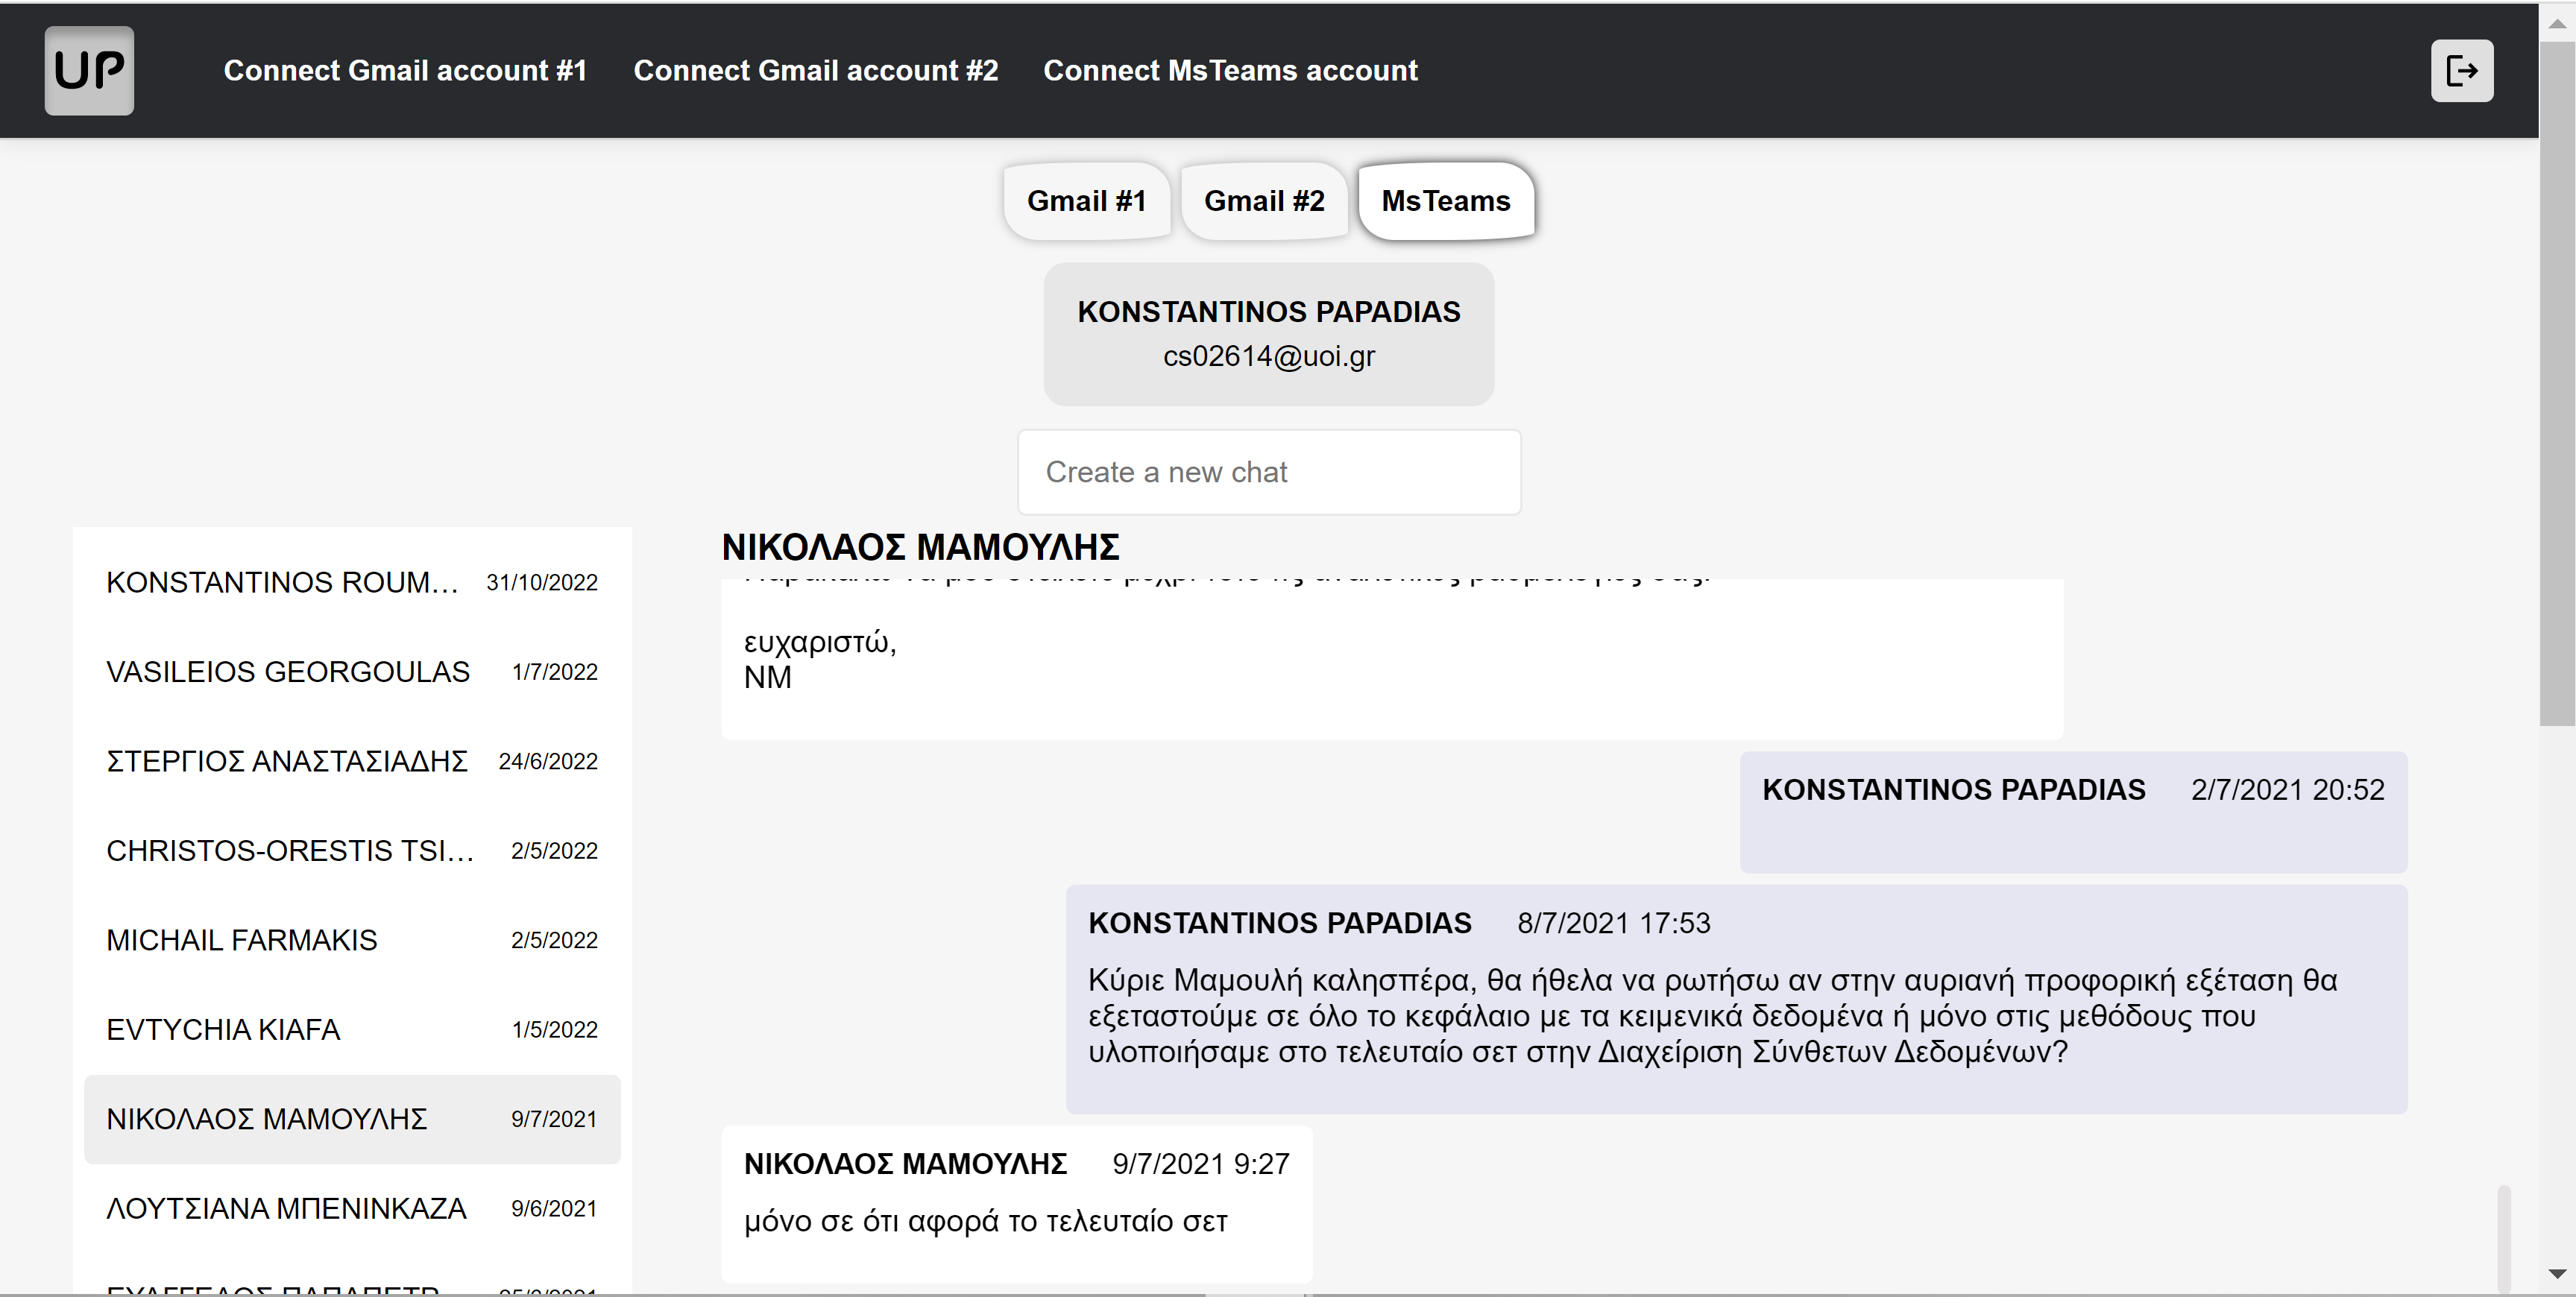 UP
Connect Gmail account #1
Connect Gmail account #2
Connect MsTeams account
Gmail #1
Gmail #2
MsTeams
KONSTANTINOS PAPADIAS
cs02614@uoi.gr
Create a new chat
KONSTANTINOS ROUM... 31/10/2022
VASILEIOS GEORGOULAS 1/7/2022
ΣΤΕΡΓΙΟΣ ΑΝΑΣΤΑΣΙΑΔΗΣ 24/6/2022
CHRISTOS-ORESTIS TSI... 2/5/2022
MICHAIL FARMAKIS 2/5/2022
EVTYCHIA KIAFA 1/5/2022
ΝΙΚΟΛΑΟΣ ΜΑΜΟΥΛΗΣ 9/7/2021
ΛΟΥΤΣΙΑΝΑ ΜΠΕΝΙΝΚΑΖΑ 9/6/2021
ΝΙΚΟΛΑΟΣ ΜΑΜΟΥΛΗΣ
ευχαριστώ,
ΝΜ
KONSTANTINOS PAPADIAS 2/7/2021 20:52
KONSTANTINOS PAPADIAS 8/7/2021 17:53
Κύριε Μαμουλή καλησπέρα, θα ήθελα να ρωτήσω αν στην αυριανή προφορική εξέταση θα
εξεταστούμε σε όλο το κεφάλαιο με τα κειμενικά δεδομένα ή μόνο στις μεθόδους που
υλοποιήσαμε στο τελευταίο σετ στην Διαχείριση Σύνθετων Δεδομένων?
ΝΙΚΟΛΑΟΣ ΜΑΜΟΥΛΗΣ 9/7/2021 9:27
μόνο σε ότι αφορά το τελευταίο σετ